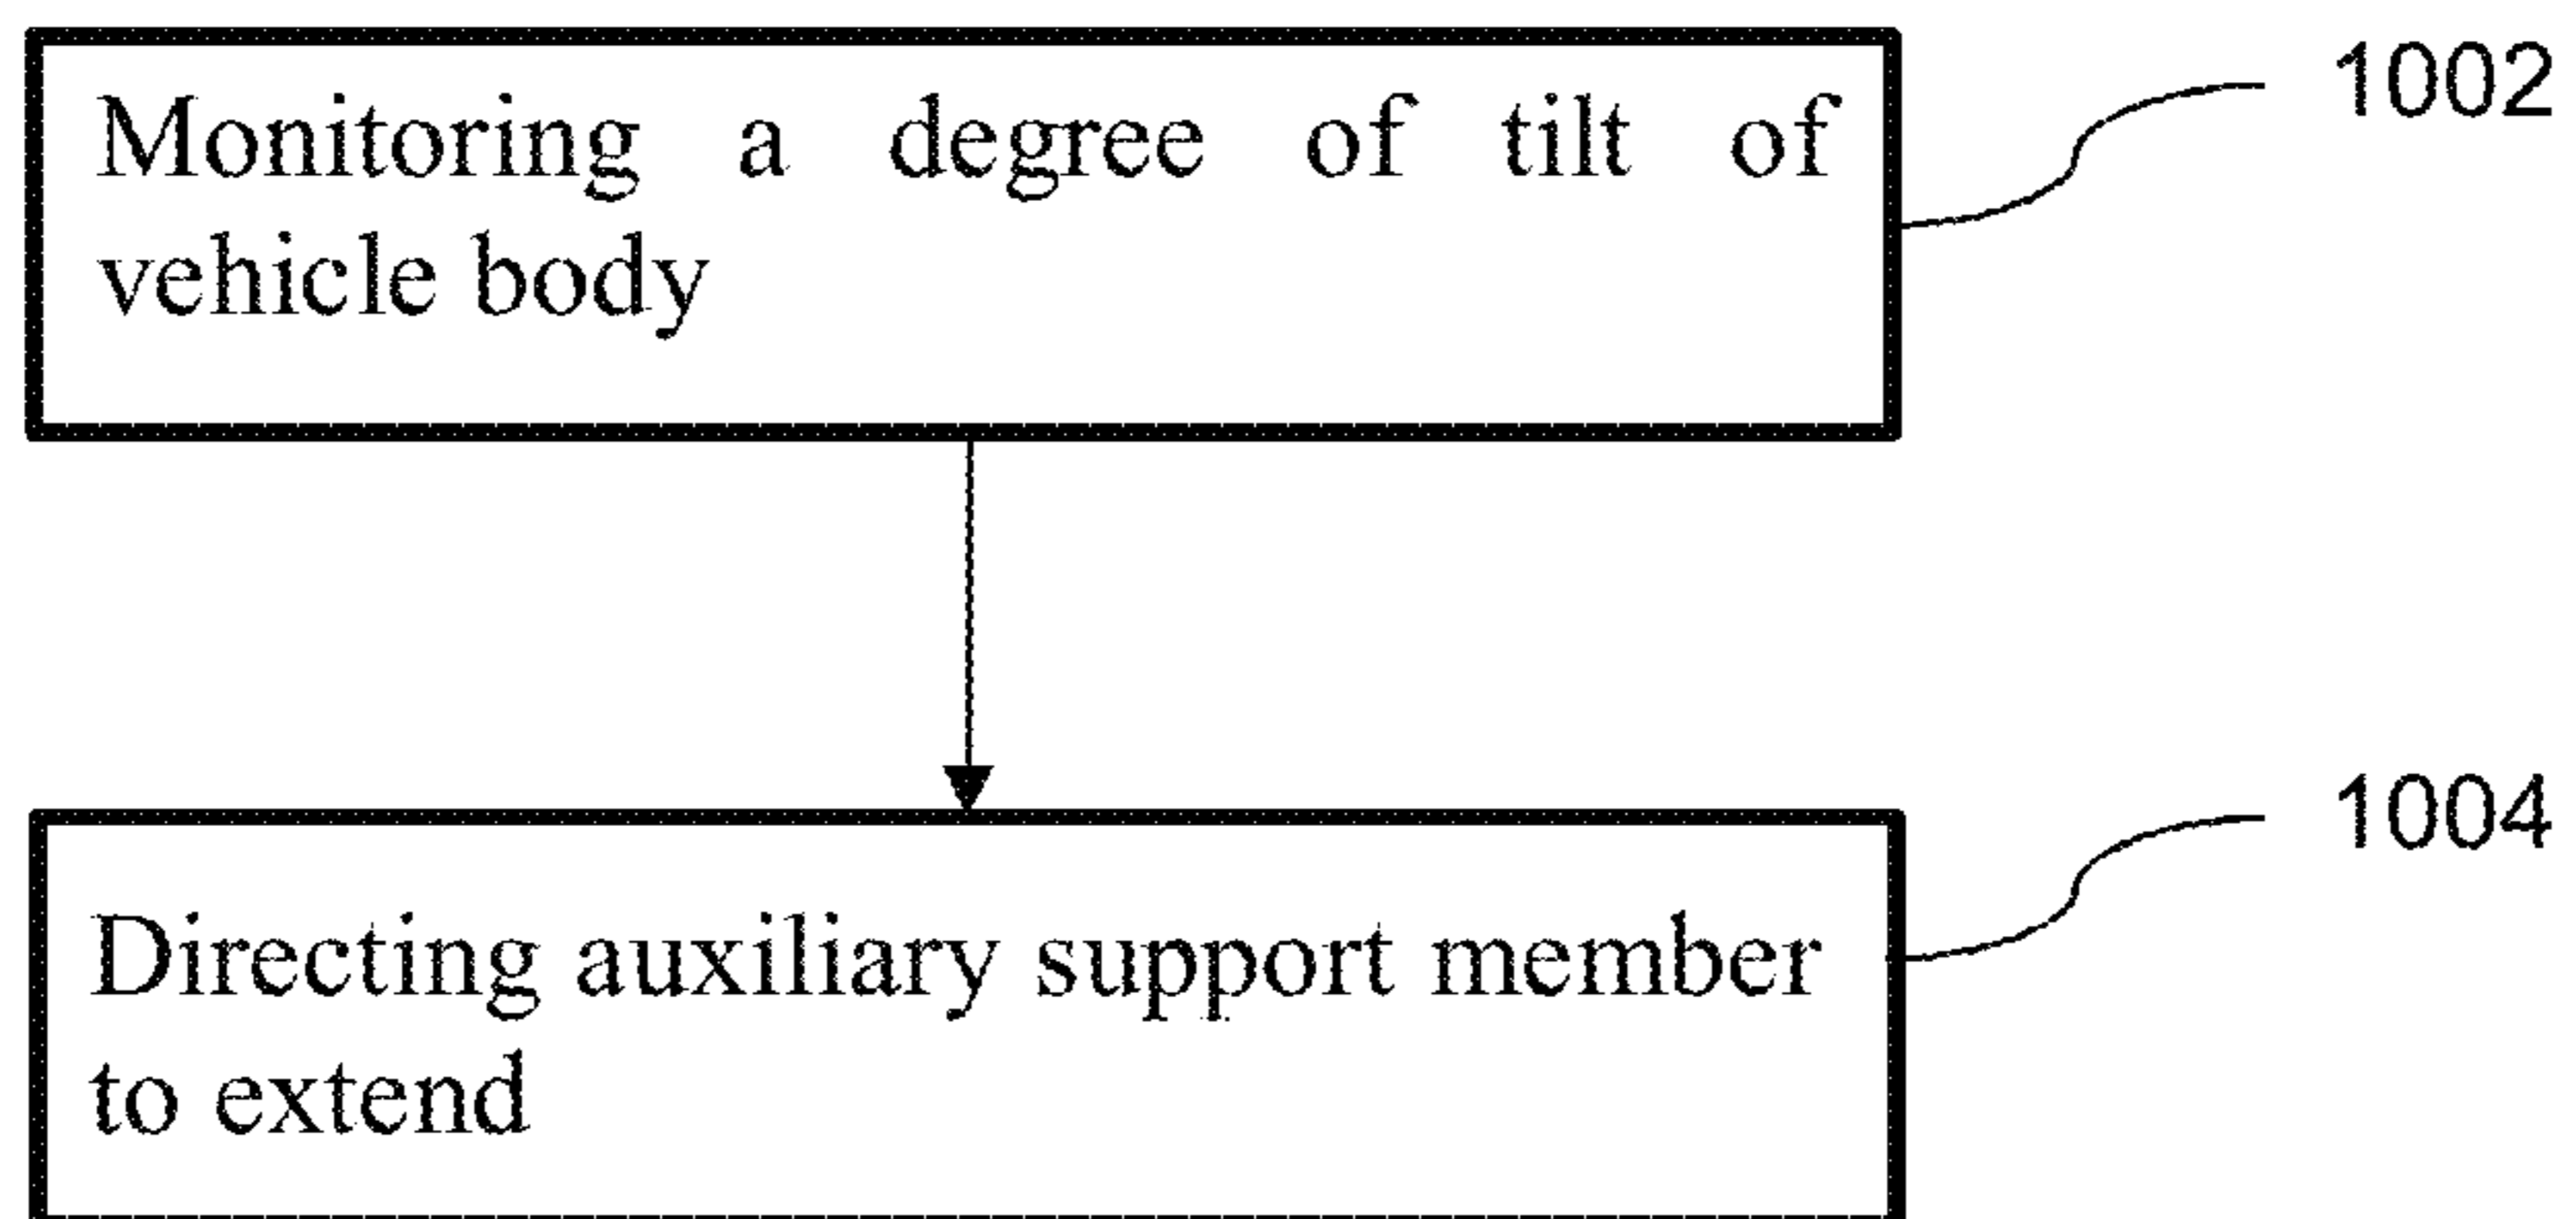 Monitoring a degree of tilt of
vehicle body
1002
Directing auxiliary support member
to extend
1004